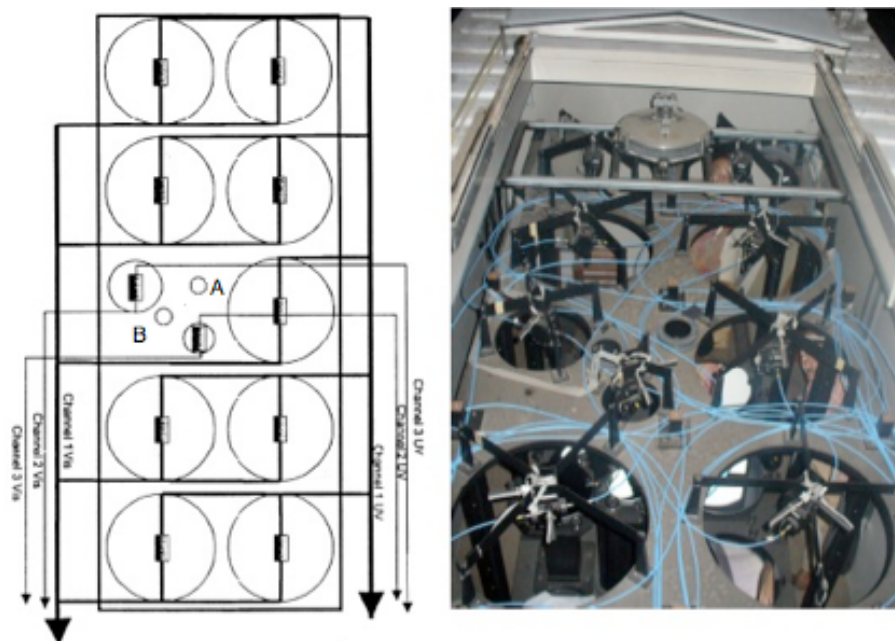 A
B
Channel 1 Vis
Channel 2 Vis
Channel 3 Vis
Channel 1 UV
Channel 2 UV
Channel 3 UV